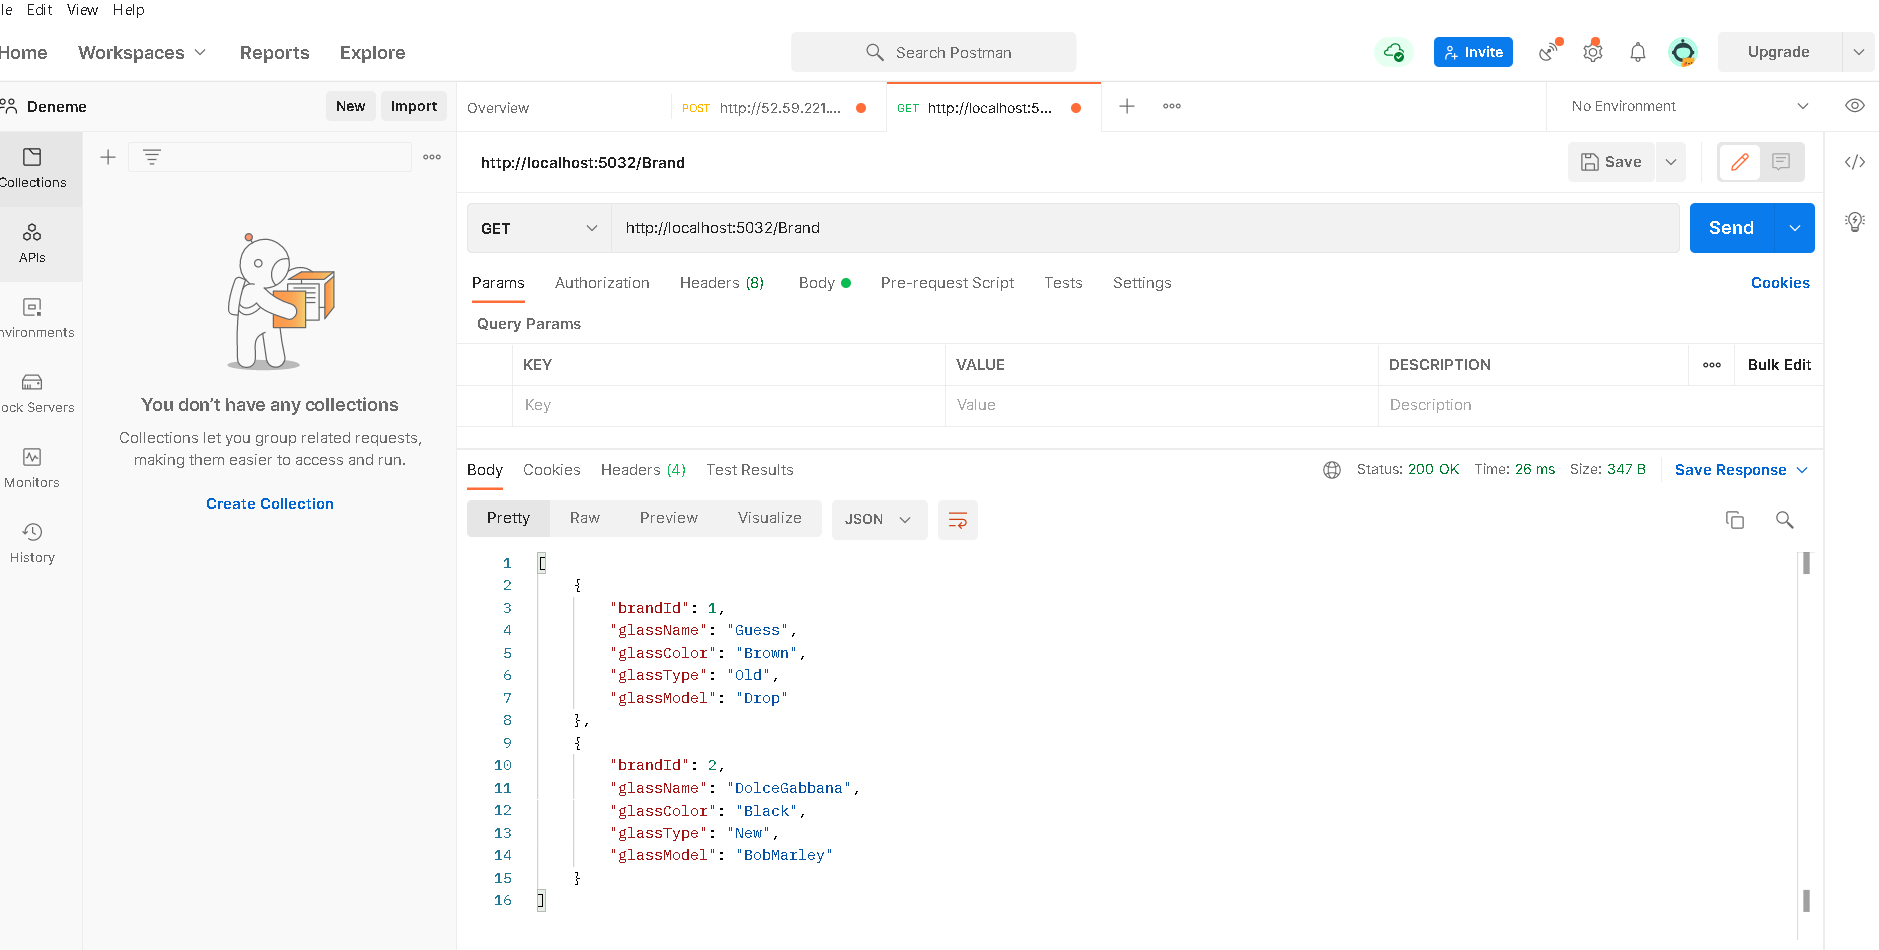 le Edit View Help
Home Workspaces Reports Explore Search Postman Invite Upgrade
Deneme New Import Overview POST http://52.59.221.... GET http://localhost:5... No Environment
Collections
APIs
nvironments
ock Servers
Monitors
History
You don't have any collections
Collections let you group related requests,
making them easier to access and run.
Create Collection
http://localhost:5032/Brand Save
GET http://localhost:5032/Brand Send
Params Authorization Headers (8) Body Pre-request Script Tests Settings Cookies
Query Params
KEY VALUE DESCRIPTION Bulk Edit
Key Value Description
Body Cookies Headers (4) Test Results Status: 200 OK Time: 26 ms Size: 347 B Save Response
Pretty Raw Preview Visualize JSON
1 [
2 {
3 "brandId": 1,
4 "glassName": "Guess",
5 "glassColor": "Brown",
6 "glassType": "Old",
7 "glassModel": "Drop"
8 },
9 {
10 "brandId": 2,
11 "glassName": "DolceGabbana",
12 "glassColor": "Black",
13 "glassType": "New",
14 "glassModel": "BobMarley"
15 }
16 ]